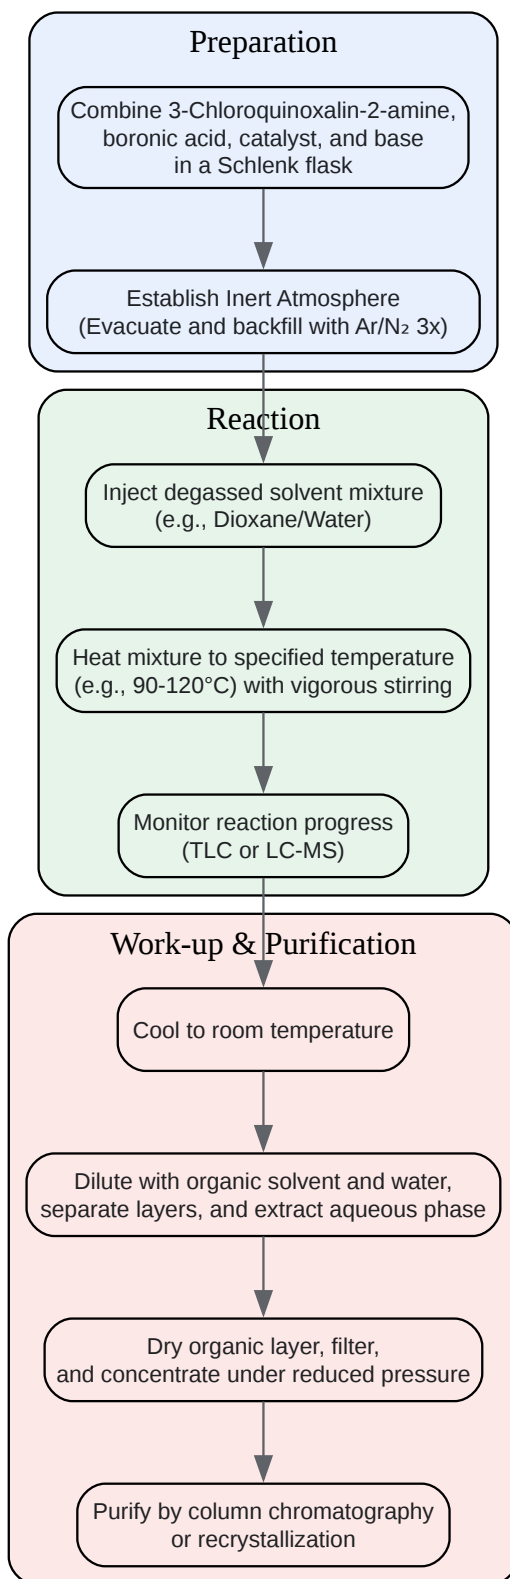 Preparation
Combine 3-Chloroquinoxalin-2-amine,
boronic acid, catalyst, and base
in a Schlenk flask
Establish Inert Atmosphere
(Evacuate and backfill with Ar/N₂ 3x)
Reaction
Inject degassed solvent mixture
(e.g., Dioxane/Water)
Heat mixture to specified temperature
(e.g., 90-120°C) with vigorous stirring
Monitor reaction progress
(TLC or LC-MS)
Work-up & Purification
Cool to room temperature
Dilute with organic solvent and water,
separate layers, and extract aqueous phase
Dry organic layer, filter,
and concentrate under reduced pressure
Purify by column chromatography
or recrystallization